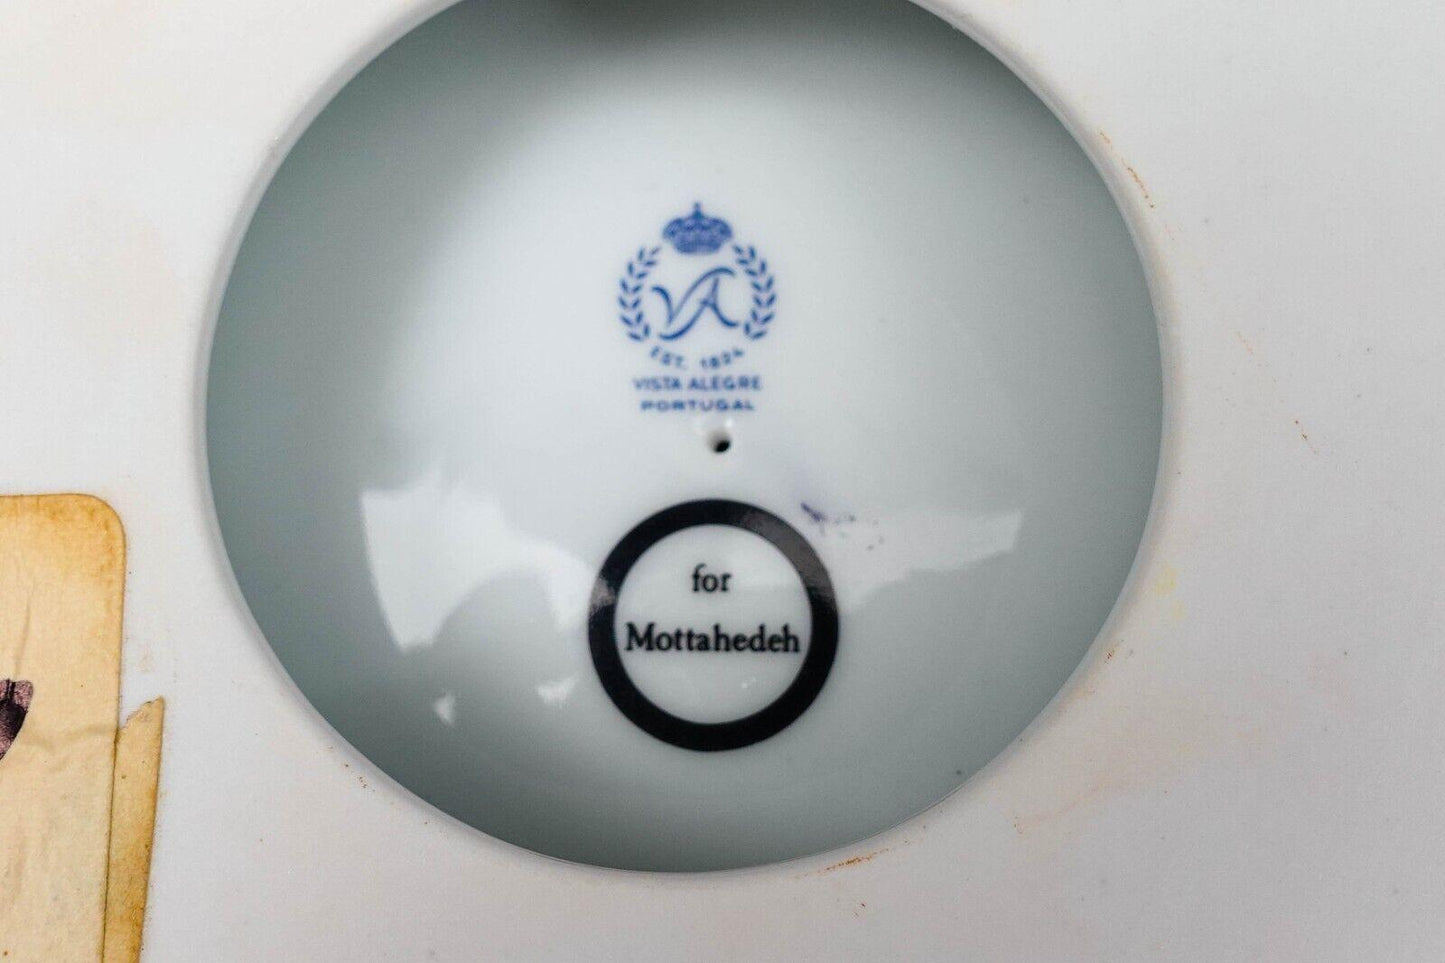 VA
EST. 1824
VISTA ALEGRE
PORTUGAL
for
Mottahedeh